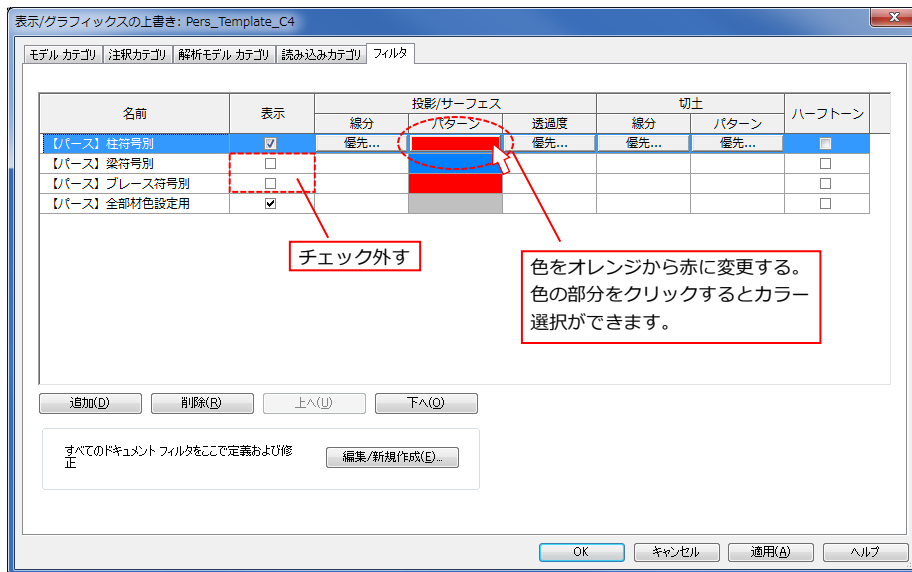 表示/グラフィックスの上書き: Pers_Template_C4
モデル カテゴリ 注釈カテゴリ 解析モデル カテゴリ 読み込みカテゴリ フィルタ
名前 表示 投影/サーフェス 切土 ハーフトーン
線分 パターン 透過度 線分 パターン
【パース】柱符号別 優先... 優先... 優先... 優先...
【パース】梁符号別
【パース】ブレース符号別
【パース】全部材色設定用
チェック外す
色をオレンジから赤に変更する。
色の部分をクリックするとカラー
選択ができます。
追加(D) 削除(R) 上へ(U) 下へ(O)
すべてのドキュメント フィルタをここで定義および修
正
編集/新規作成(E)...
OK キャンセル 適用(A) ヘルプ